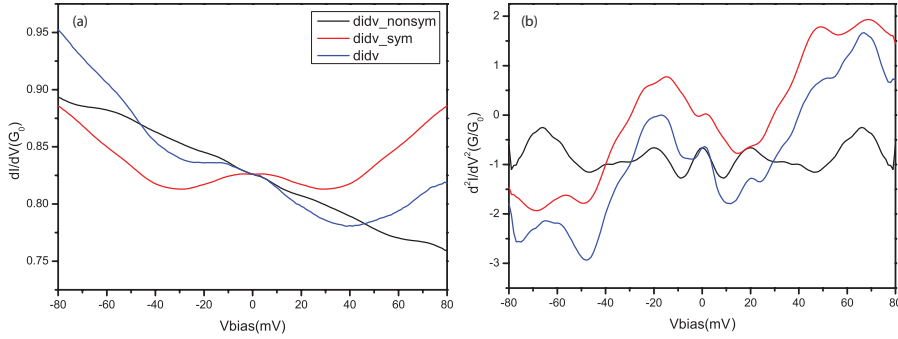 (a)
didv_nonsym
didv_sym
didv
0.95
0.90
0.85
0.80
0.75
dI/dV(G₀)
-80 -60 -40 -20 0 20 40 60 80
Vbias(mV)
(b)
2
1
0
-1
-2
-3
d²I/dV²(G/G₀)
-80 -60 -40 -20 0 20 40 60 80
Vbias(mV)